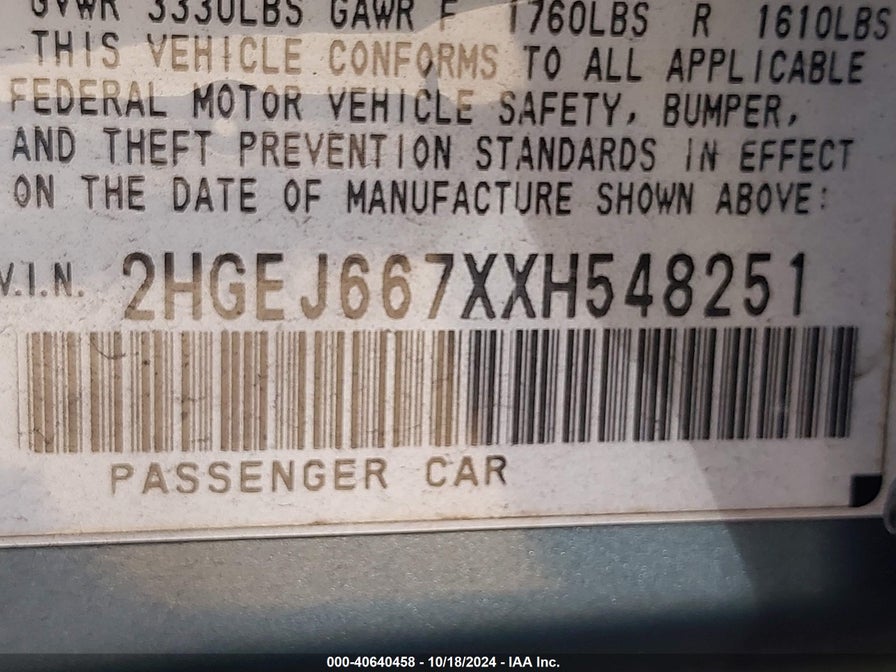 GVWR 3330LBS GAWR F 1760LBS R 1610LBS
THIS VEHICLE CONFORMS TO ALL APPLICABLE
FEDERAL MOTOR VEHICLE SAFETY, BUMPER,
AND THEFT PREVENTION STANDARDS IN EFFECT
ON THE DATE OF MANUFACTURE SHOWN ABOVE:
V.I.N. 2HGEJ667XXH548251
PASSENGER CAR
000-40640458 - 10/18/2024 - IAA Inc.